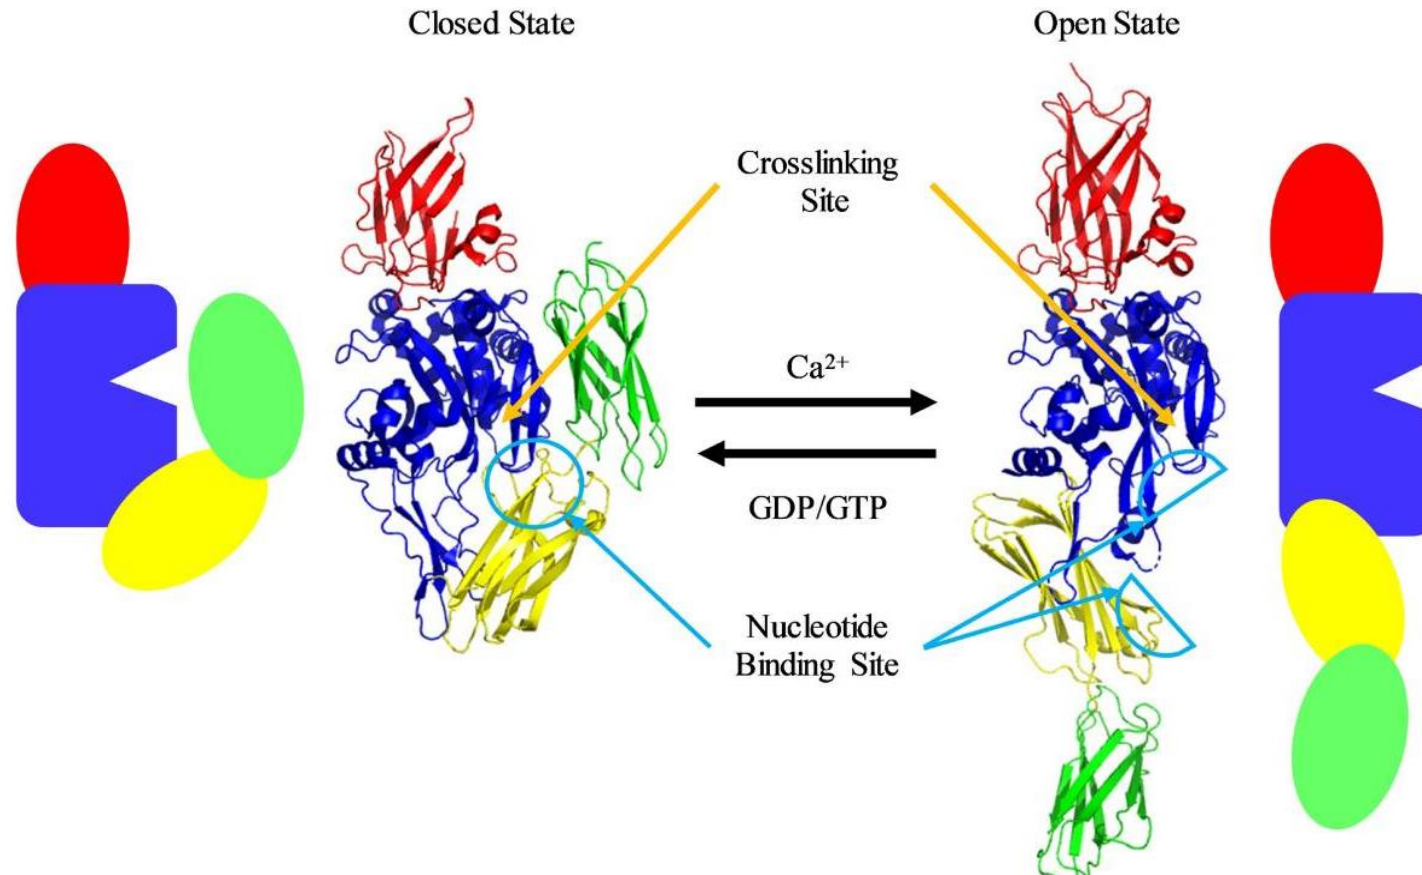 Closed State
Open State
Crosslinking
Site
Ca²⁺
GDP/GTP
Nucleotide
Binding Site